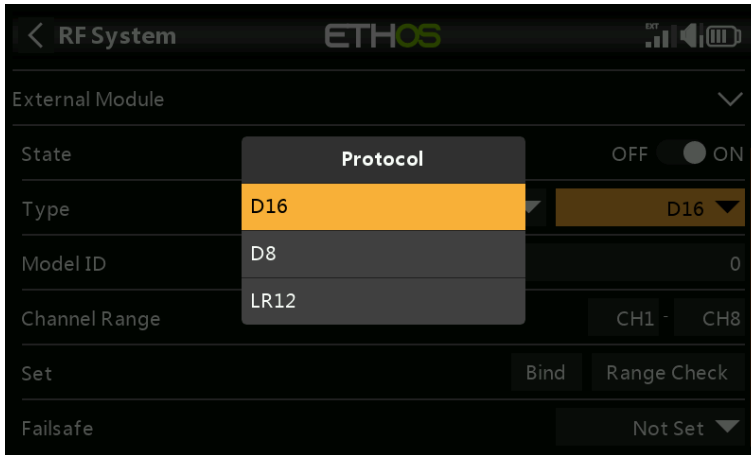 RF System ETHOS EXT
External Module
State OFF ON
Protocol
Type D16
D16
D8
Model ID 0
LR12
Channel Range CH1 - CH8
Set Bind Range Check
Failsafe Not Set